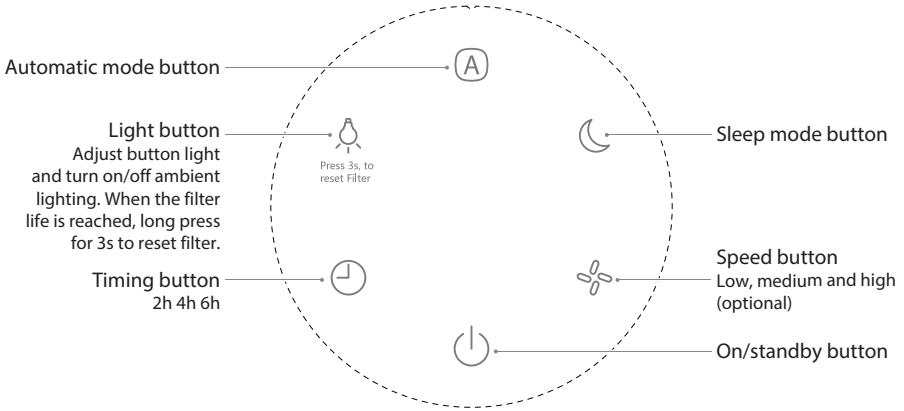 A
Automatic mode button
Light button
Adjust button light
and turn on/off ambient
lighting. When the filter
life is reached, long press
for 3s to reset filter.
Press 3s, to
reset Filter
Sleep mode button
Timing button
2h 4h 6h
Speed button
Low, medium and high
(optional)
On/standby button